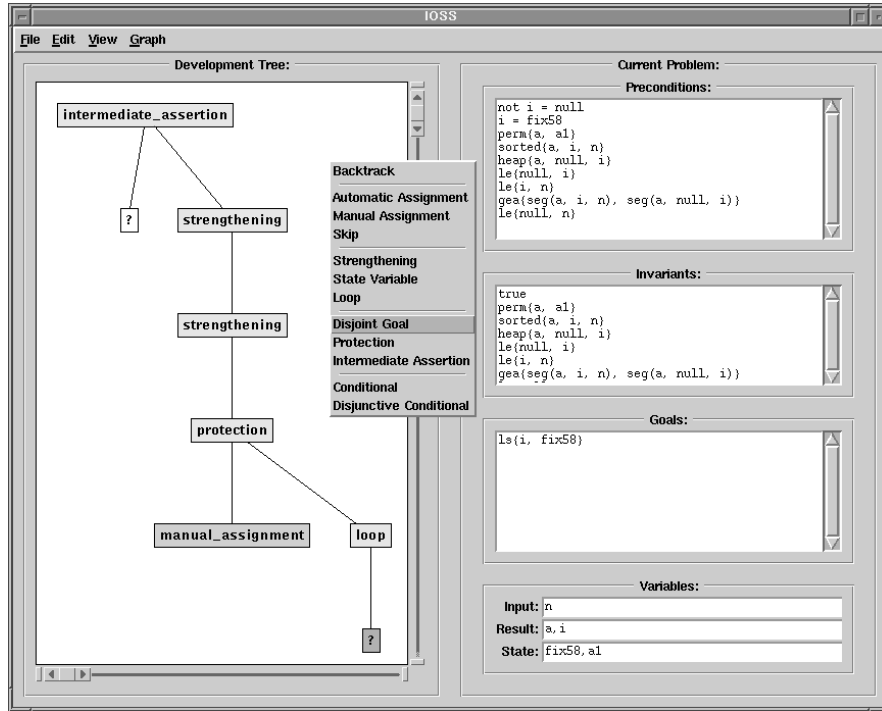 IOSS
File Edit View Graph
Development Tree:
intermediate_assertion
?
strengthening
strengthening
protection
manual_assignment
loop
?
Backtrack
Automatic Assignment
Manual Assignment
Skip
Strengthening
State Variable
Loop
Disjoint Goal
Protection
Intermediate Assertion
Conditional
Disjunctive Conditional
Current Problem:
Preconditions:
not i = null
i = fix58
perm{a, a1}
sorted{a, i, n}
heap{a, null, i}
le{null, i}
le{i, n}
gea{seg(a, i, n), seg(a, null, i)}
le{null, n}
Invariants:
true
perm{a, a1}
sorted{a, i, n}
heap{a, null, i}
le{null, i}
le{i, n}
gea{seg(a, i, n), seg(a, null, i)}
Goals:
ls{i, fix58}
Variables:
Input: n
Result: a,i
State: fix58,a1